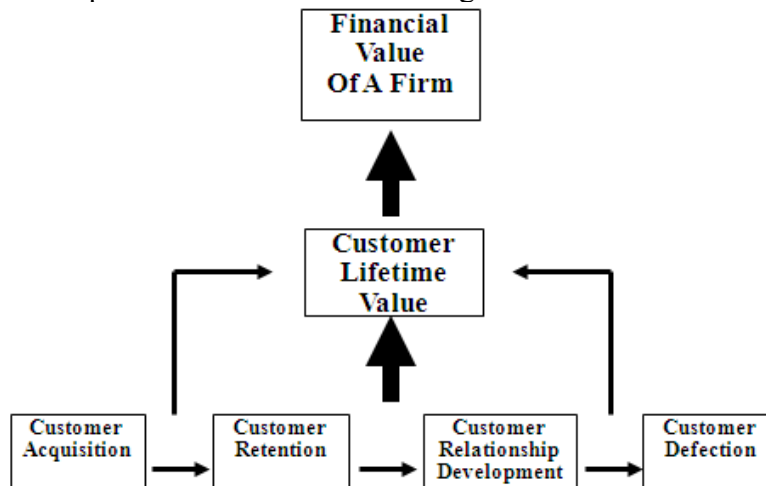 Financial
Value
Of A Firm
Customer
Lifetime
Value
Customer
Acquisition
Customer
Retention
Customer
Relationship
Development
Customer
Defection